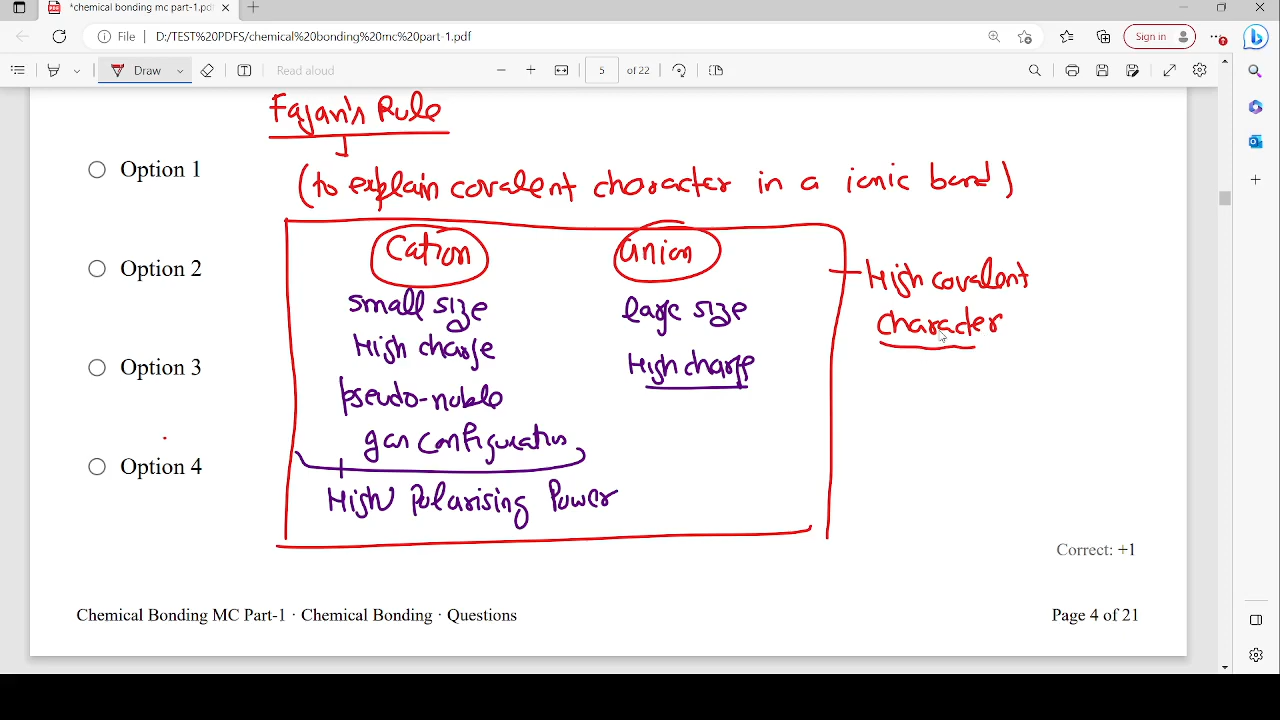 *chemical bonding mc part-1.pd
File D:/TEST%20PDFS/chemical%20bonding%20mc%20part-1.pdf
Sign in
Draw Read aloud 5 of 22
Fajan's Rule
Option 1
(to explain covalent character in a ionic bond)
Cation anion
Option 2
High covalent
small size large size
character
High charge High charge
Option 3
pseudo-noble
gas configuration
Option 4
High Polarising Power
Correct: +1
Chemical Bonding MC Part-1 · Chemical Bonding · Questions Page 4 of 21